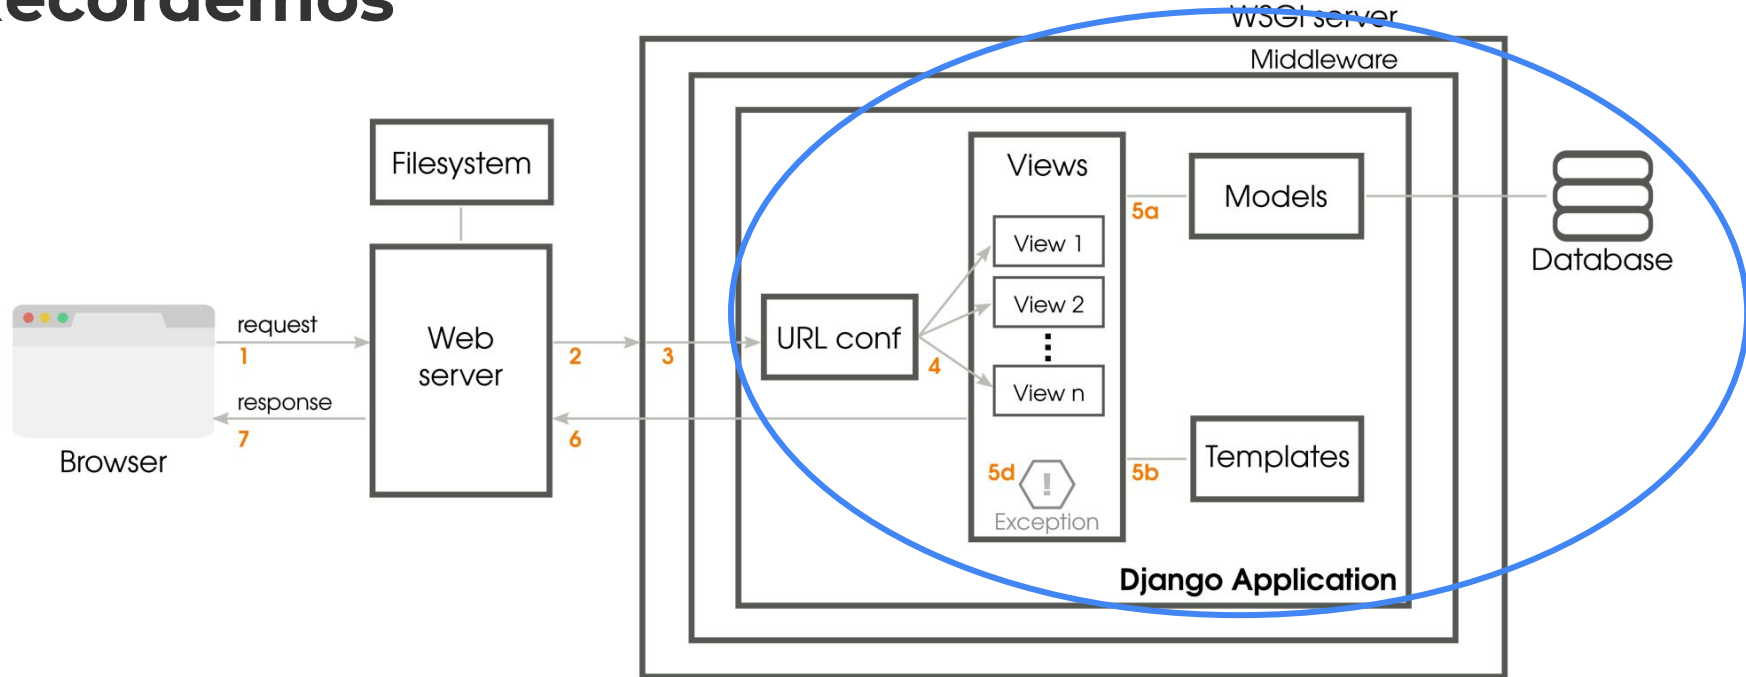 Recordemos
WSGI server
Middleware
Filesystem
Views
Models
5a
View 1
View 2
View n
Database
request
1
Web
server
2
3
URL conf
4
response
7
6
Browser
5d
!
Exception
5b
Templates
Django Application